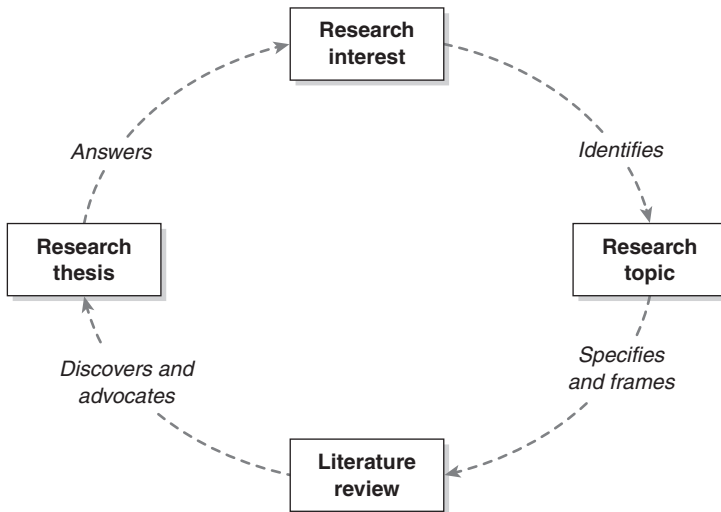 Research
interest
Answers
Identifies
Research
thesis
Research
topic
Discovers and
advocates
Specifies
and frames
Literature
review